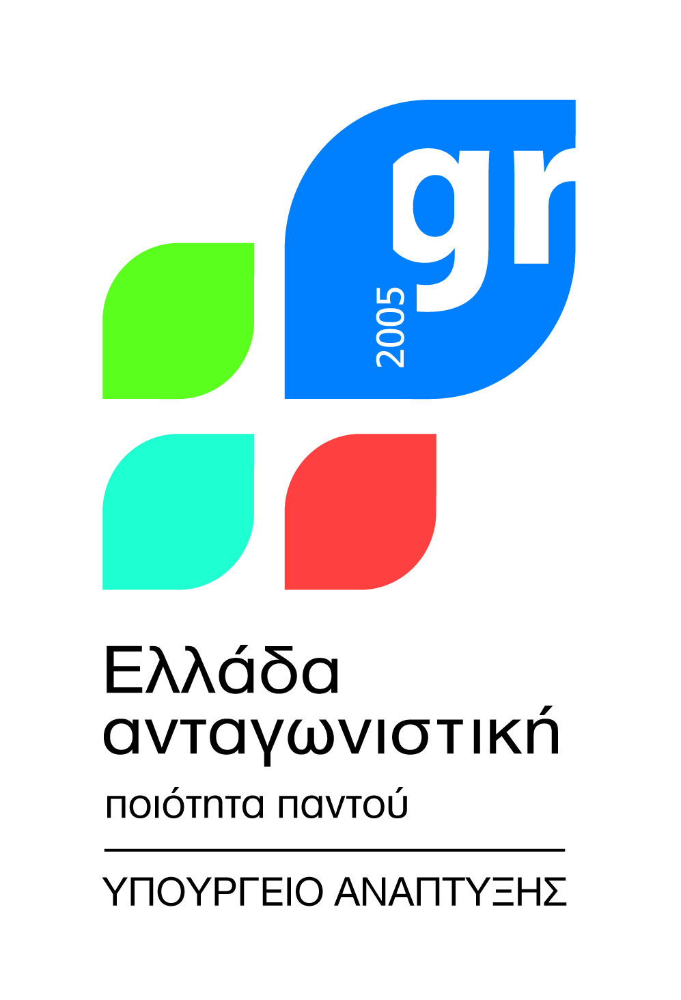 gr
2005
Ελλάδα
ανταγωνιστική
ποιότητα παντού
ΥΠΟΥΡΓΕΙΟ ΑΝΑΠΤΥΞΗΣ